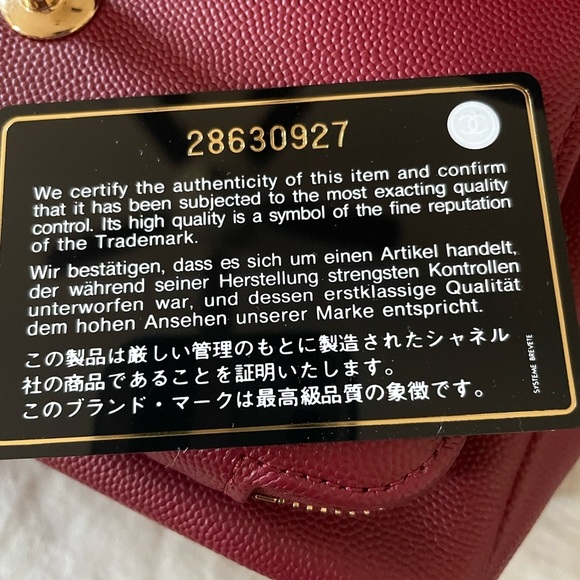 28630927
We certify the authenticity of this item and confirm
that it has been subjected to the most exacting quality
control. Its high quality is a symbol of the fine reputation
of the Trademark.
Wir bestätigen, dass es sich um einen Artikel handelt,
der während seiner Herstellung strengsten Kontrollen
unterworfen war, und dessen erstklassige Qualität
dem hohen Ansehen unserer Marke entspricht.
この製品は厳しい管理のもとに製造されたシャネル
社の商品であることを証明いたします。
このブランド・マークは最高級品質の象徴です。
SYSTEME BREVETE